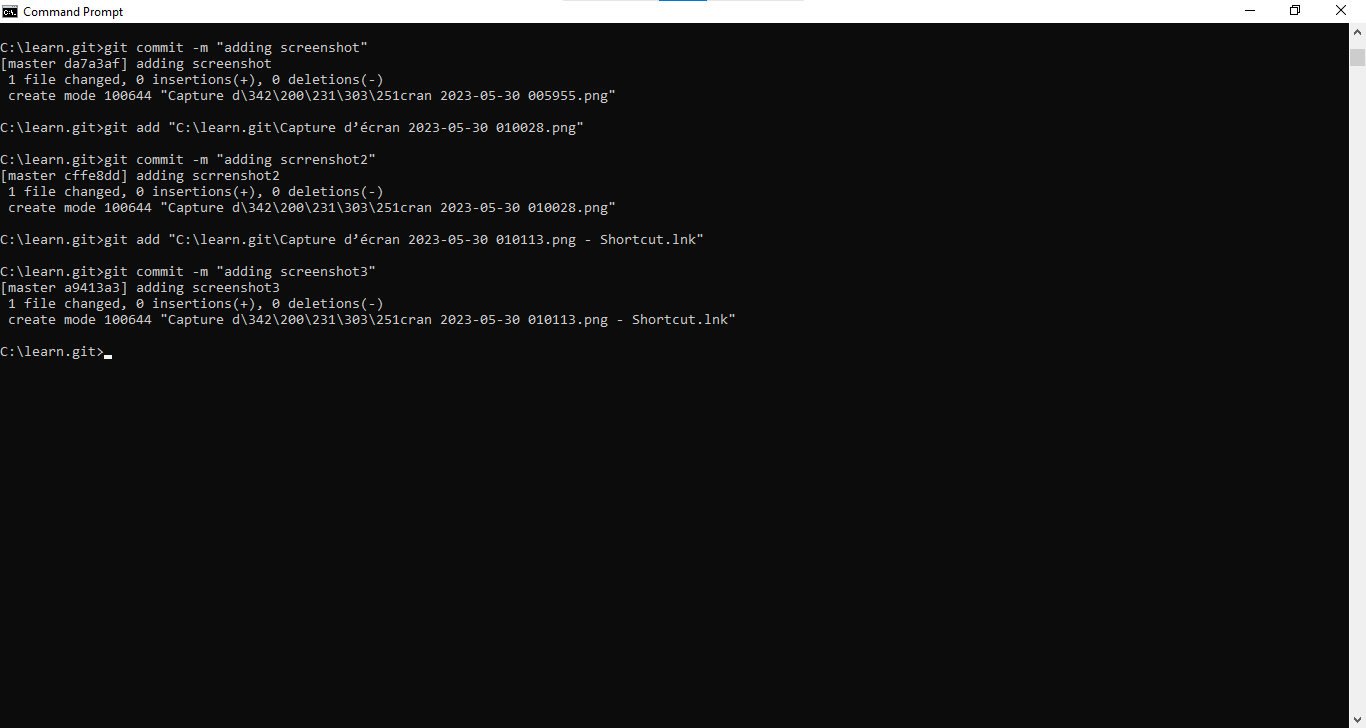 Command Prompt
C:\learn.git>git commit -m "adding screenshot"
[master da7a3af] adding screenshot
 1 file changed, 0 insertions(+), 0 deletions(-)
 create mode 100644 "Capture d\342\200\231\303\251cran 2023-05-30 005955.png"
C:\learn.git>git add "C:\learn.git\Capture d’écran 2023-05-30 010028.png"
C:\learn.git>git commit -m "adding scrrenshot2"
[master cffe8dd] adding scrrenshot2
 1 file changed, 0 insertions(+), 0 deletions(-)
 create mode 100644 "Capture d\342\200\231\303\251cran 2023-05-30 010028.png"
C:\learn.git>git add "C:\learn.git\Capture d’écran 2023-05-30 010113.png - Shortcut.lnk"
C:\learn.git>git commit -m "adding screenshot3"
[master a9413a3] adding screenshot3
 1 file changed, 0 insertions(+), 0 deletions(-)
 create mode 100644 "Capture d\342\200\231\303\251cran 2023-05-30 010113.png - Shortcut.lnk"
C:\learn.git>